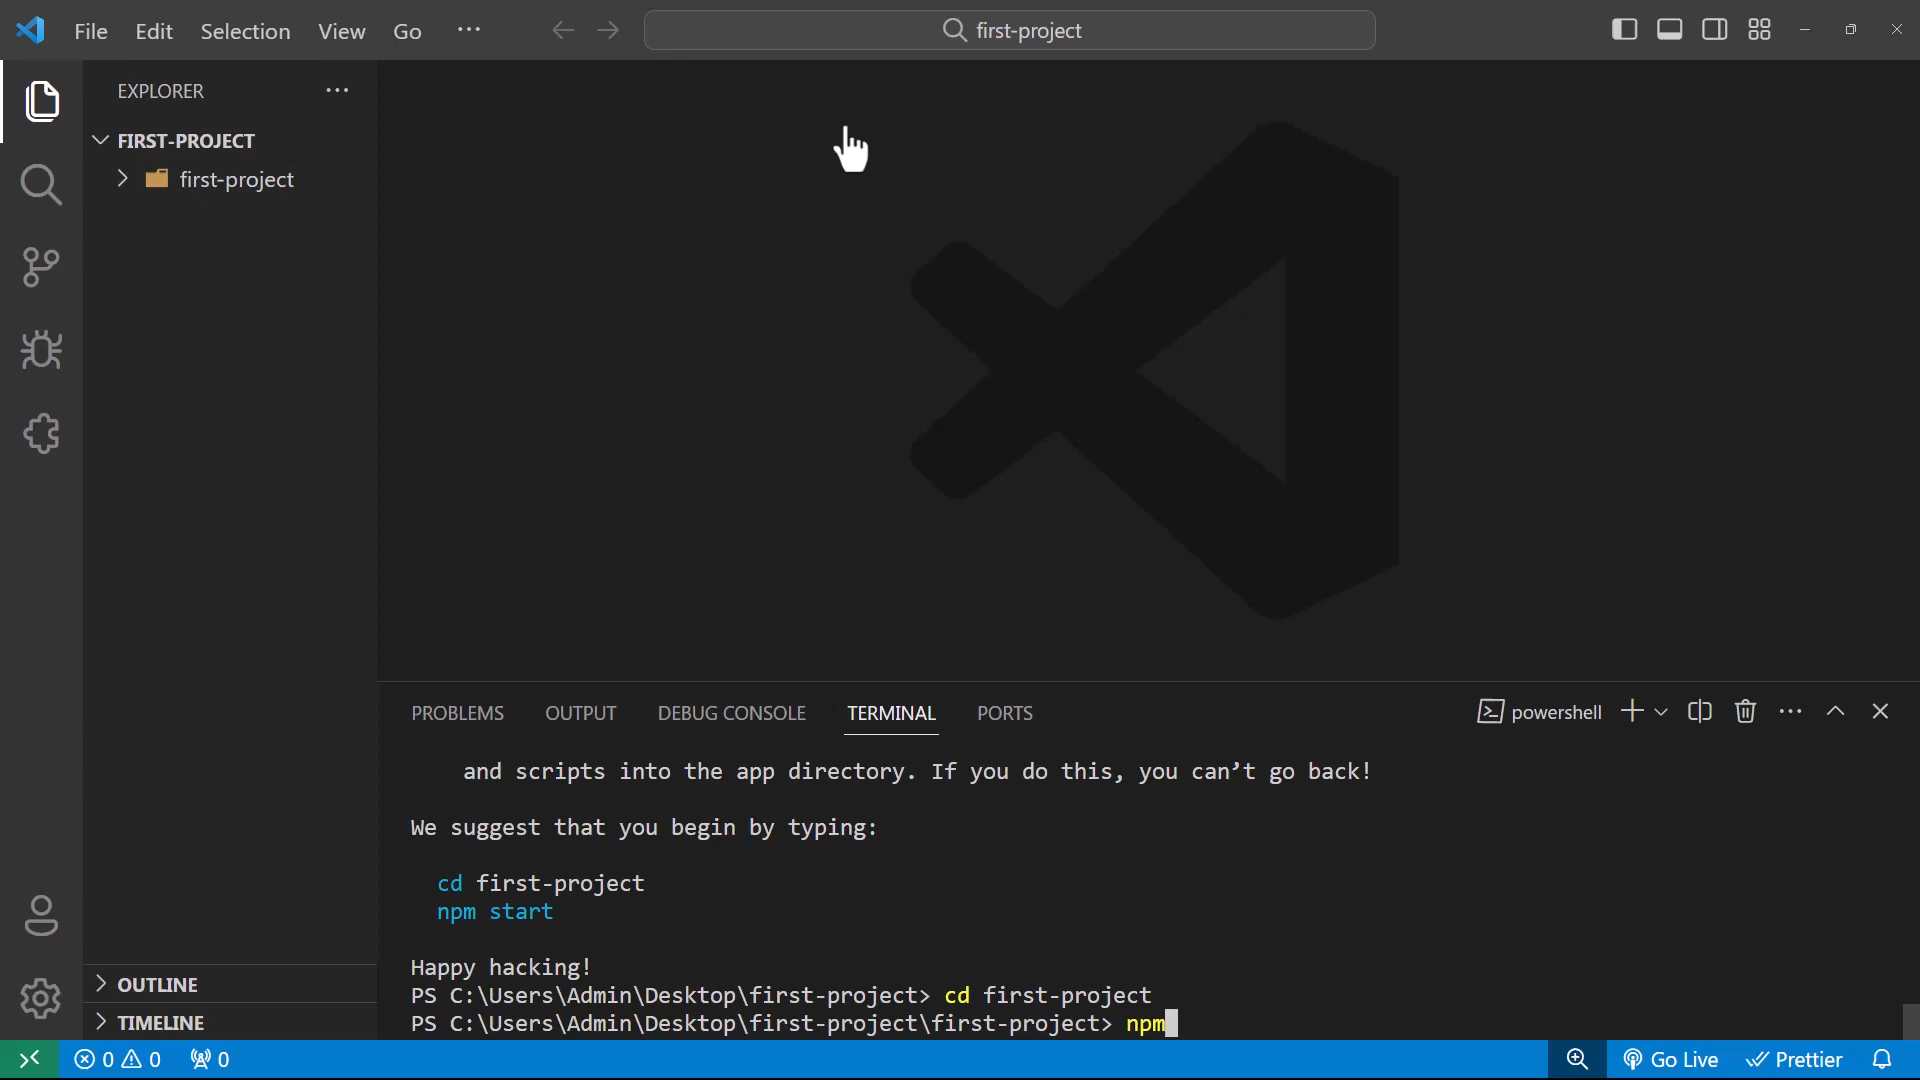 File Edit Selection View Go ··· first-project
EXPLORER ···
FIRST-PROJECT
first-project
OUTLINE
TIMELINE
PROBLEMS OUTPUT DEBUG CONSOLE TERMINAL PORTS powershell ···
and scripts into the app directory. If you do this, you can’t go back!
We suggest that you begin by typing:
cd first-project
npm start
Happy hacking!
PS C:\Users\Admin\Desktop\first-project> cd first-project
PS C:\Users\Admin\Desktop\first-project\first-project> npm
0 0 0 Go Live Prettier